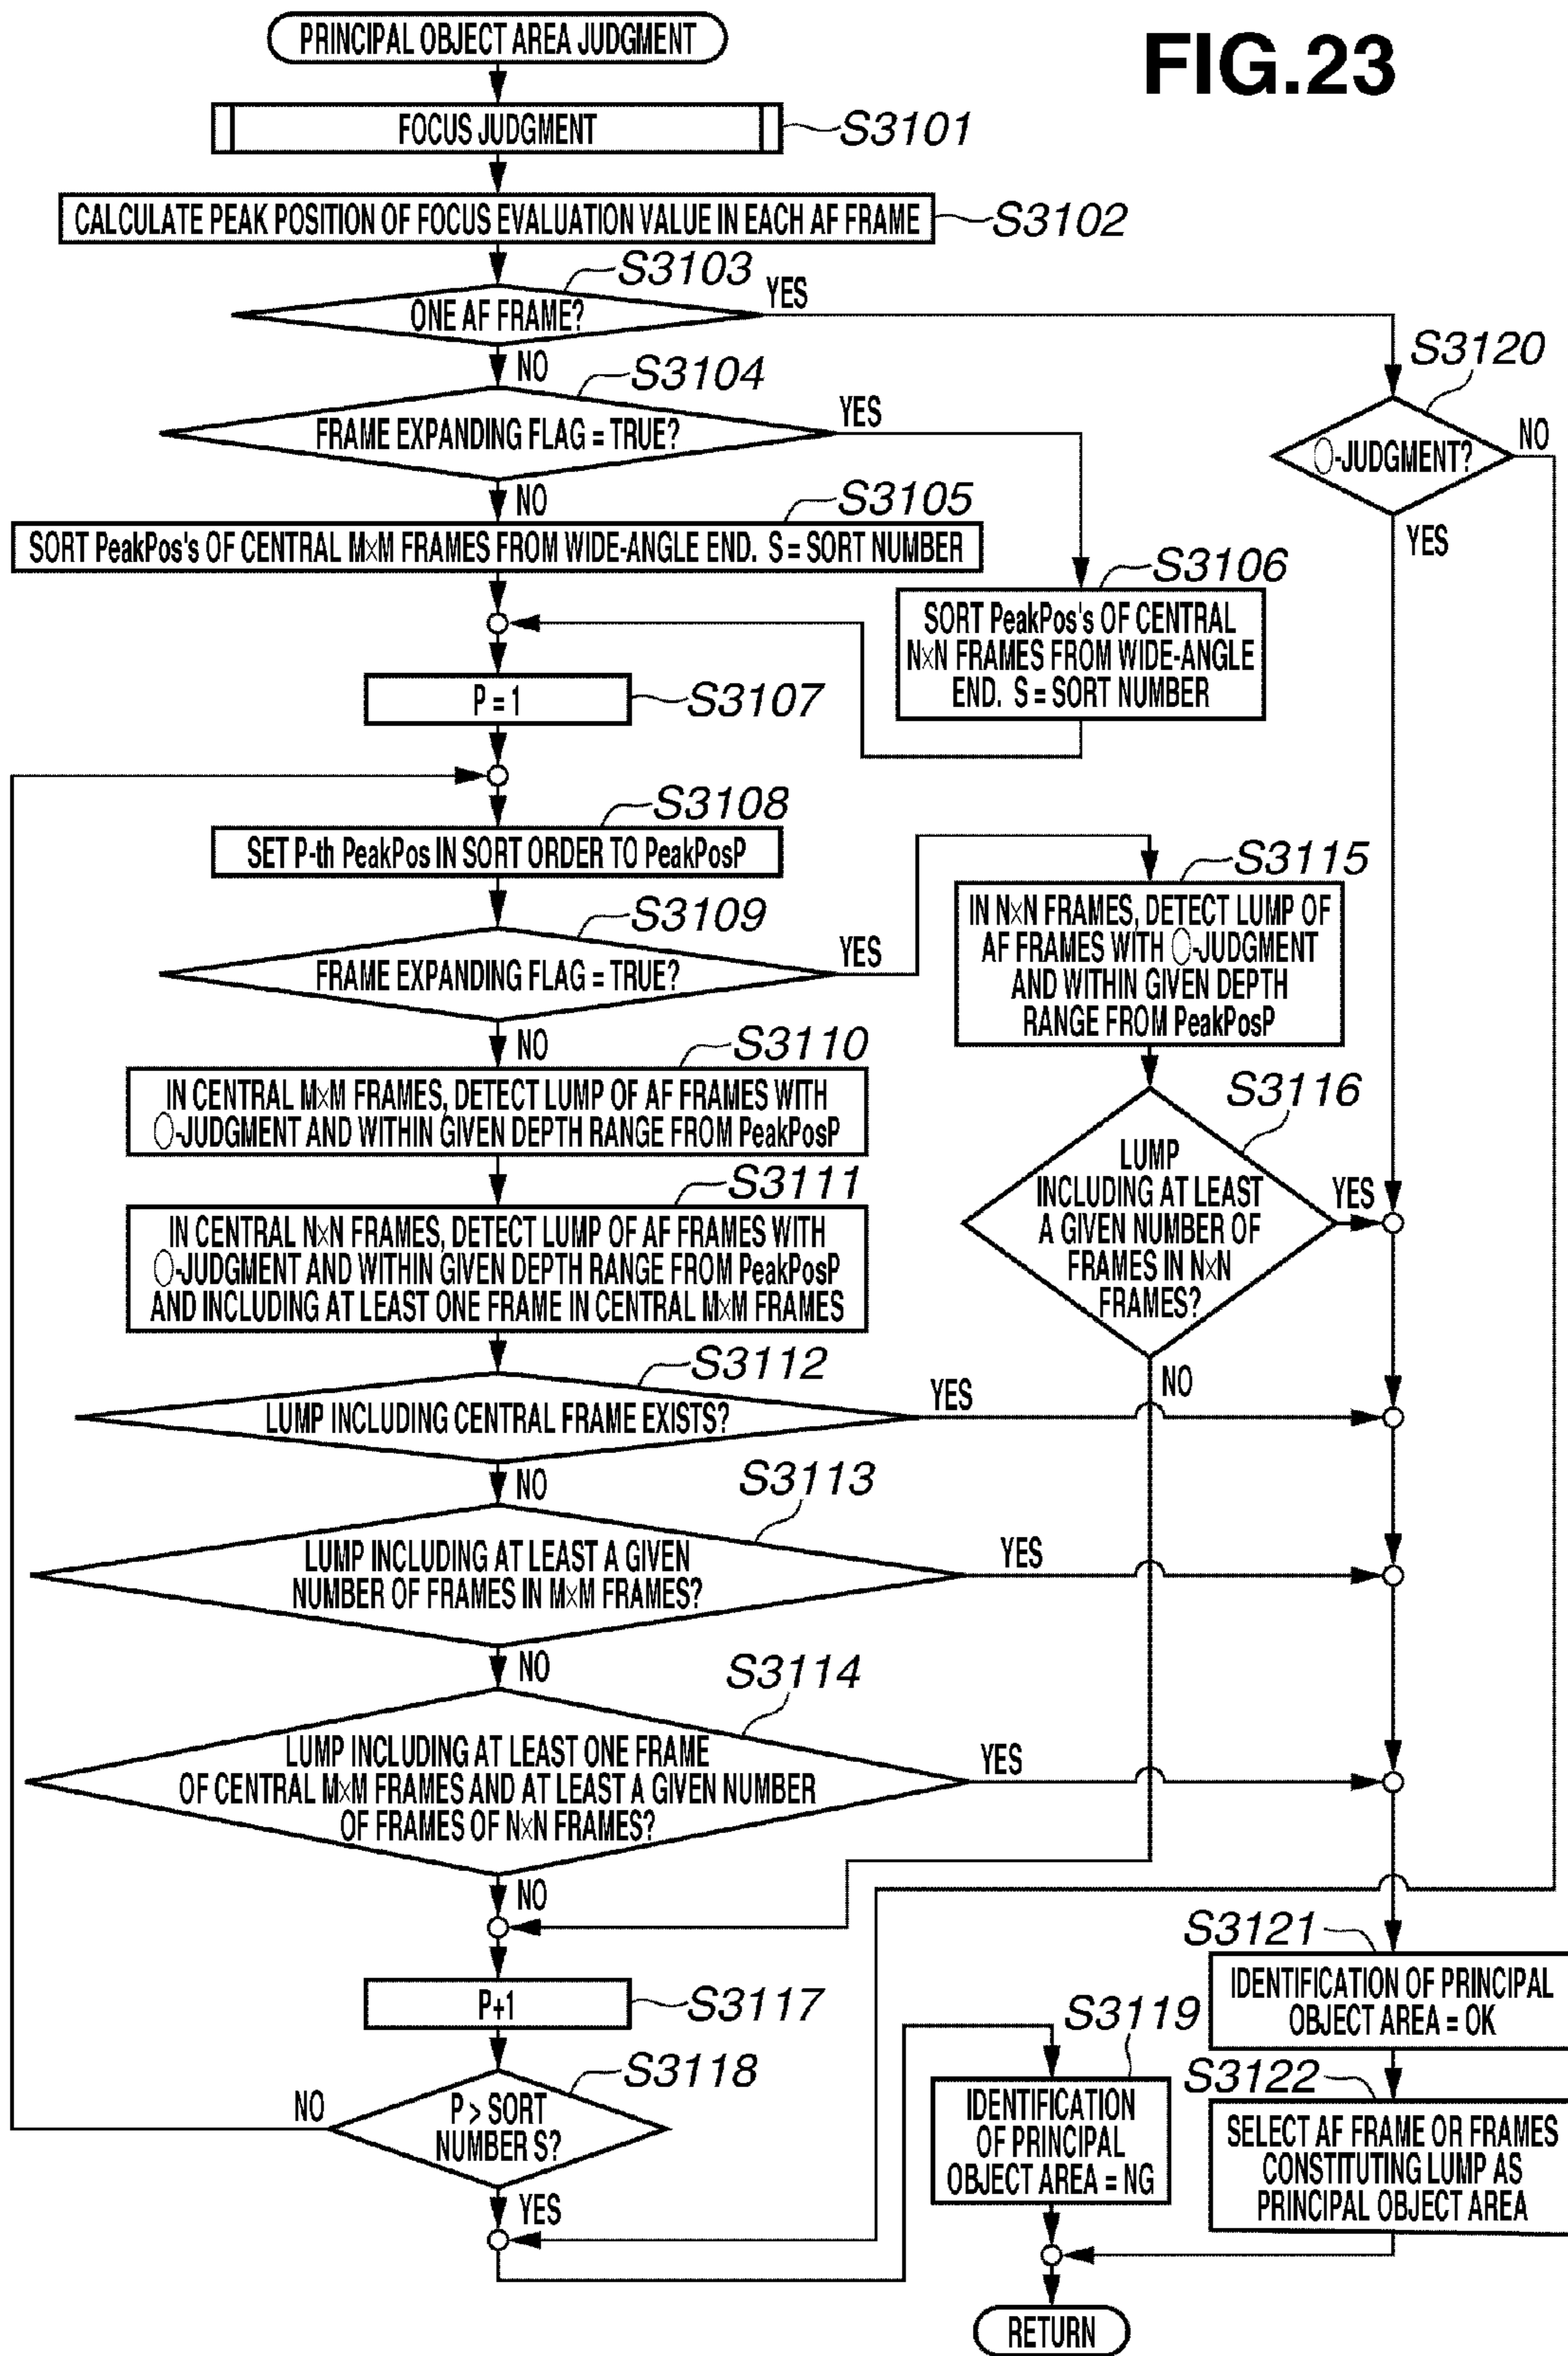 FIG.23
PRINCIPAL OBJECT AREA JUDGMENT
FOCUS JUDGMENT
S3101
CALCULATE PEAK POSITION OF FOCUS EVALUATION VALUE IN EACH AF FRAME
S3102
S3103
ONE AF FRAME?
YES
NO
S3104
FRAME EXPANDING FLAG = TRUE?
YES
NO
S3120
○-JUDGMENT?
NO
YES
S3105
SORT PeakPos's OF CENTRAL M×M FRAMES FROM WIDE-ANGLE END. S = SORT NUMBER
S3106
SORT PeakPos's OF CENTRAL
N×N FRAMES FROM WIDE-ANGLE
END. S = SORT NUMBER
P = 1
S3107
S3108
SET P-th PeakPos IN SORT ORDER TO PeakPosP
S3109
FRAME EXPANDING FLAG = TRUE?
YES
NO
S3115
IN N×N FRAMES, DETECT LUMP OF
AF FRAMES WITH ○-JUDGMENT
AND WITHIN GIVEN DEPTH
RANGE FROM PeakPosP
S3110
IN CENTRAL M×M FRAMES, DETECT LUMP OF AF FRAMES WITH
○-JUDGMENT AND WITHIN GIVEN DEPTH RANGE FROM PeakPosP
S3116
LUMP
INCLUDING AT LEAST
A GIVEN NUMBER OF
FRAMES IN N×N
FRAMES?
YES
NO
S3111
IN CENTRAL N×N FRAMES, DETECT LUMP OF AF FRAMES WITH
○-JUDGMENT AND WITHIN GIVEN DEPTH RANGE FROM PeakPosP
AND INCLUDING AT LEAST ONE FRAME IN CENTRAL M×M FRAMES
S3112
LUMP INCLUDING CENTRAL FRAME EXISTS?
YES
NO
S3113
LUMP INCLUDING AT LEAST A GIVEN
NUMBER OF FRAMES IN M×M FRAMES?
YES
NO
S3114
LUMP INCLUDING AT LEAST ONE FRAME
OF CENTRAL M×M FRAMES AND AT LEAST A GIVEN NUMBER
OF FRAMES OF N×N FRAMES?
YES
NO
P+1
S3117
S3118
P > SORT
NUMBER S?
NO
YES
S3119
IDENTIFICATION
OF PRINCIPAL
OBJECT AREA = NG
S3121
IDENTIFICATION OF PRINCIPAL
OBJECT AREA = OK
S3122
SELECT AF FRAME OR FRAMES
CONSTITUTING LUMP AS
PRINCIPAL OBJECT AREA
RETURN